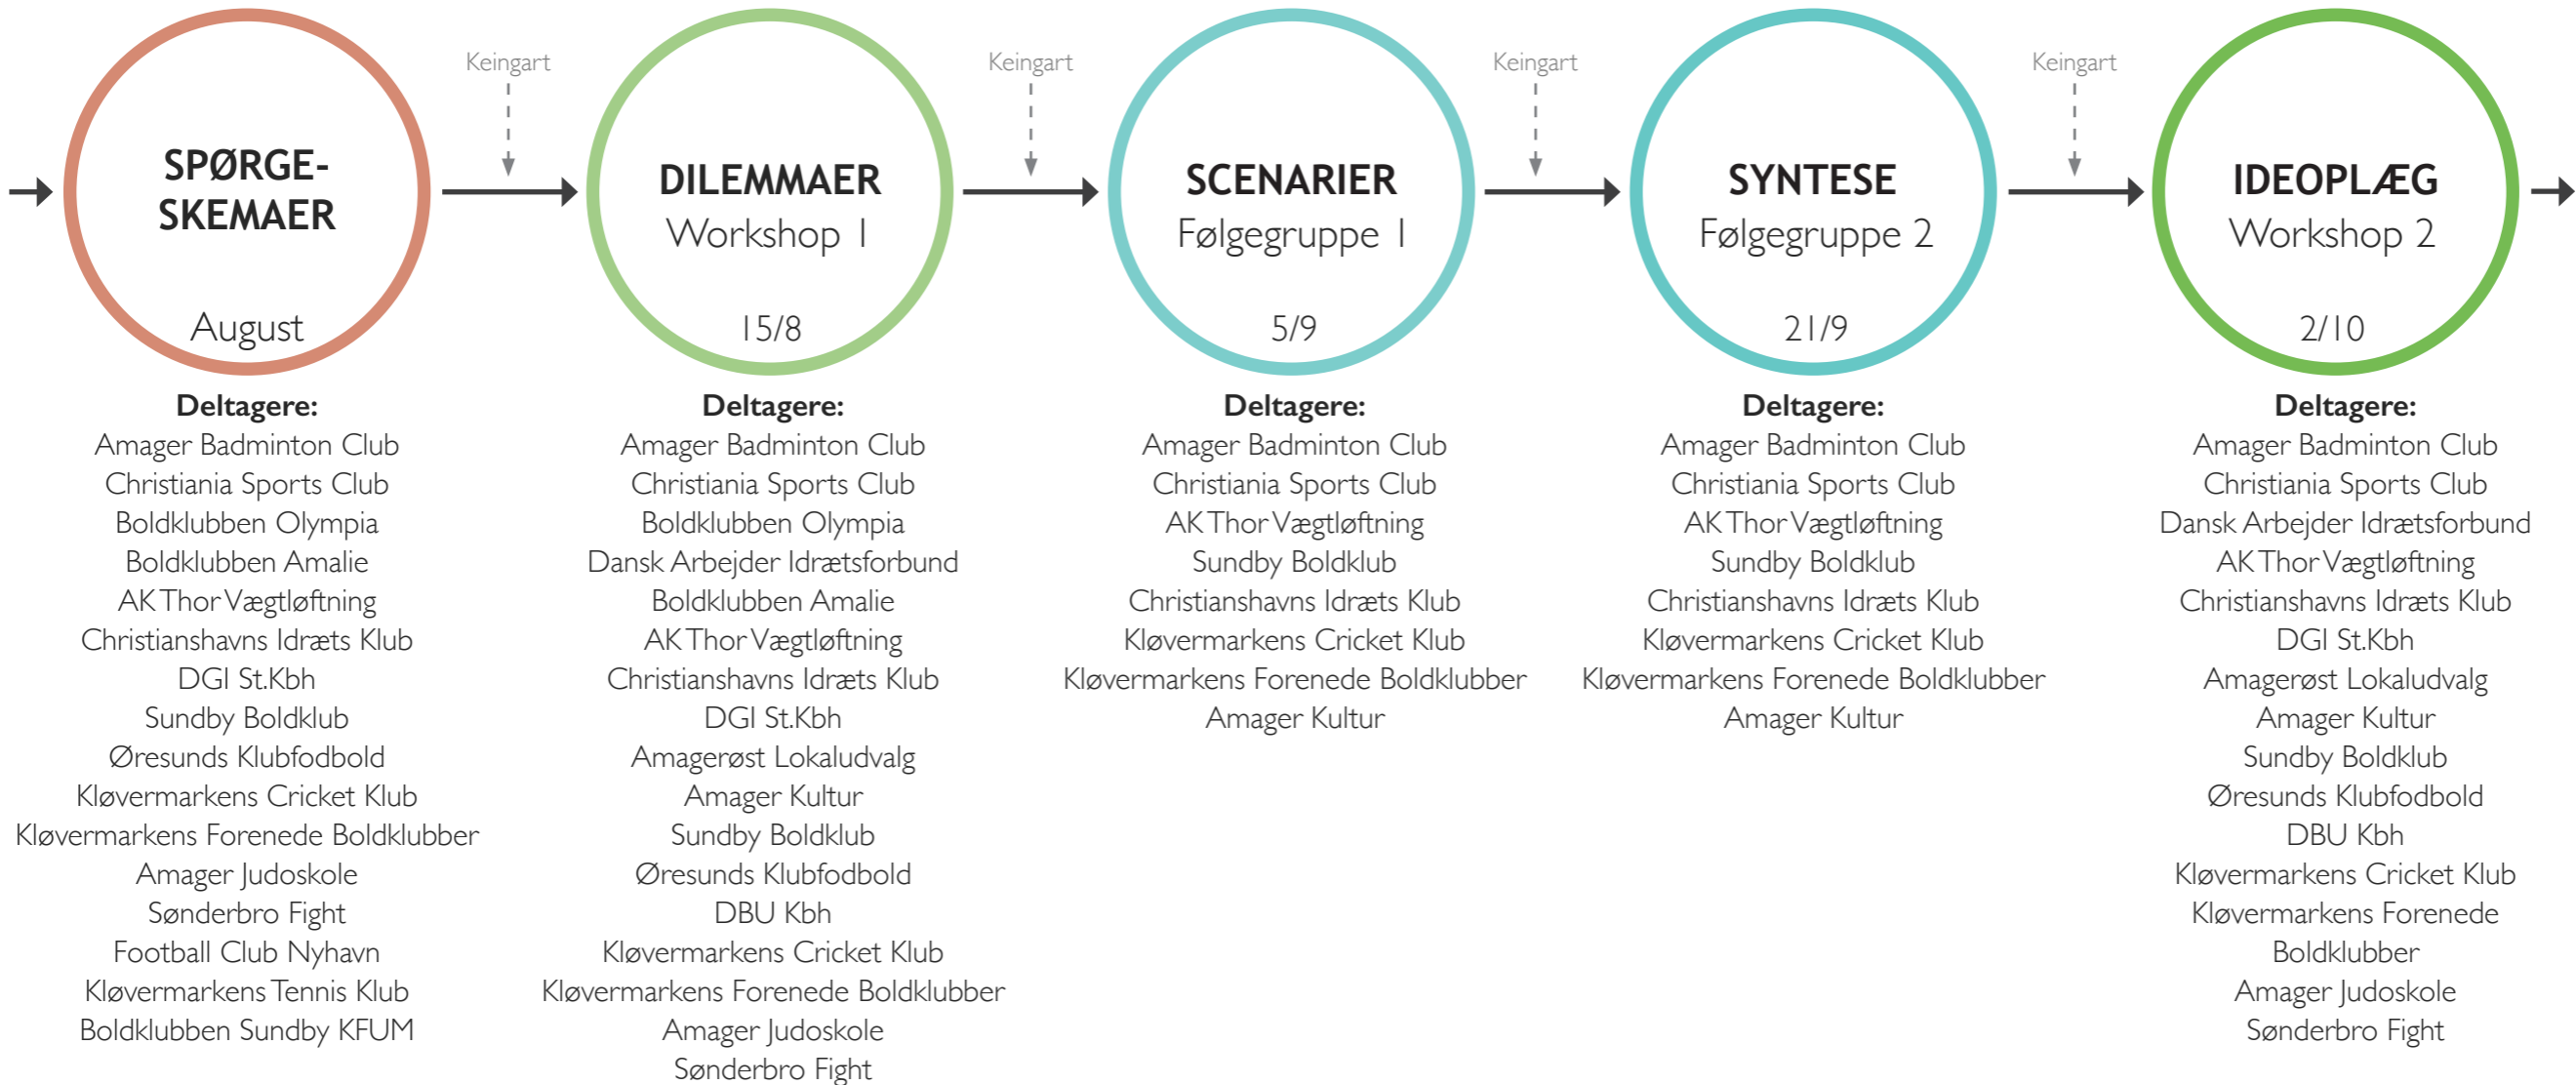 SPØRGE-
SKEMAER
August
Deltagere:
Amager Badminton Club
Christiania Sports Club
Boldklubben Olympia
Boldklubben Amalie
AK Thor Vægtløftning
Christianshavns Idræts Klub
DGI St.Kbh
Sundby Boldklub
Øresunds Klubfodbold
Kløvermarkens Cricket Klub
Kløvermarkens Forenede Boldklubber
Amager Judoskole
Sønderbro Fight
Football Club Nyhavn
Kløvermarkens Tennis Klub
Boldklubben Sundby KFUM
Keingart
DILEMMAER
Workshop 1
15/8
Deltagere:
Amager Badminton Club
Christiania Sports Club
Boldklubben Olympia
Dansk Arbejder Idrætsforbund
Boldklubben Amalie
AK Thor Vægtløftning
Christianshavns Idræts Klub
DGI St.Kbh
Amagerøst Lokaludvalg
Amager Kultur
Sundby Boldklub
Øresunds Klubfodbold
DBU Kbh
Kløvermarkens Cricket Klub
Kløvermarkens Forenede Boldklubber
Amager Judoskole
Sønderbro Fight
Keingart
SCENARIER
Følgegruppe 1
5/9
Deltagere:
Amager Badminton Club
Christiania Sports Club
AK Thor Vægtløftning
Sundby Boldklub
Christianshavns Idræts Klub
Kløvermarkens Cricket Klub
Kløvermarkens Forenede Boldklubber
Amager Kultur
Keingart
SYNTESE
Følgegruppe 2
21/9
Deltagere:
Amager Badminton Club
Christiania Sports Club
AK Thor Vægtløftning
Sundby Boldklub
Christianshavns Idræts Klub
Kløvermarkens Cricket Klub
Kløvermarkens Forenede Boldklubber
Amager Kultur
Keingart
IDEOPLÆG
Workshop 2
2/10
Deltagere:
Amager Badminton Club
Christiania Sports Club
Dansk Arbejder Idrætsforbund
AK Thor Vægtløftning
Christianshavns Idræts Klub
DGI St.Kbh
Amagerøst Lokaludvalg
Amager Kultur
Sundby Boldklub
Øresunds Klubfodbold
DBU Kbh
Kløvermarkens Cricket Klub
Kløvermarkens Forenede
Boldklubber
Amager Judoskole
Sønderbro Fight